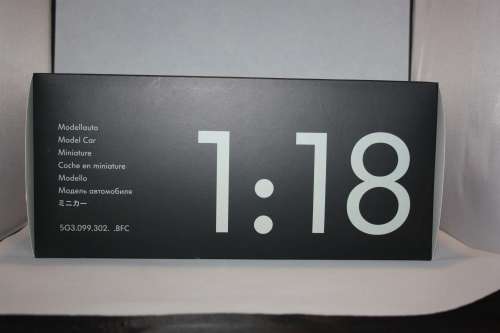 Modellauto
Model Car
Miniature
Coche en miniature
Modello
Модель автомобиля
ミニカー
5G3.099.302. .BFC
1:18